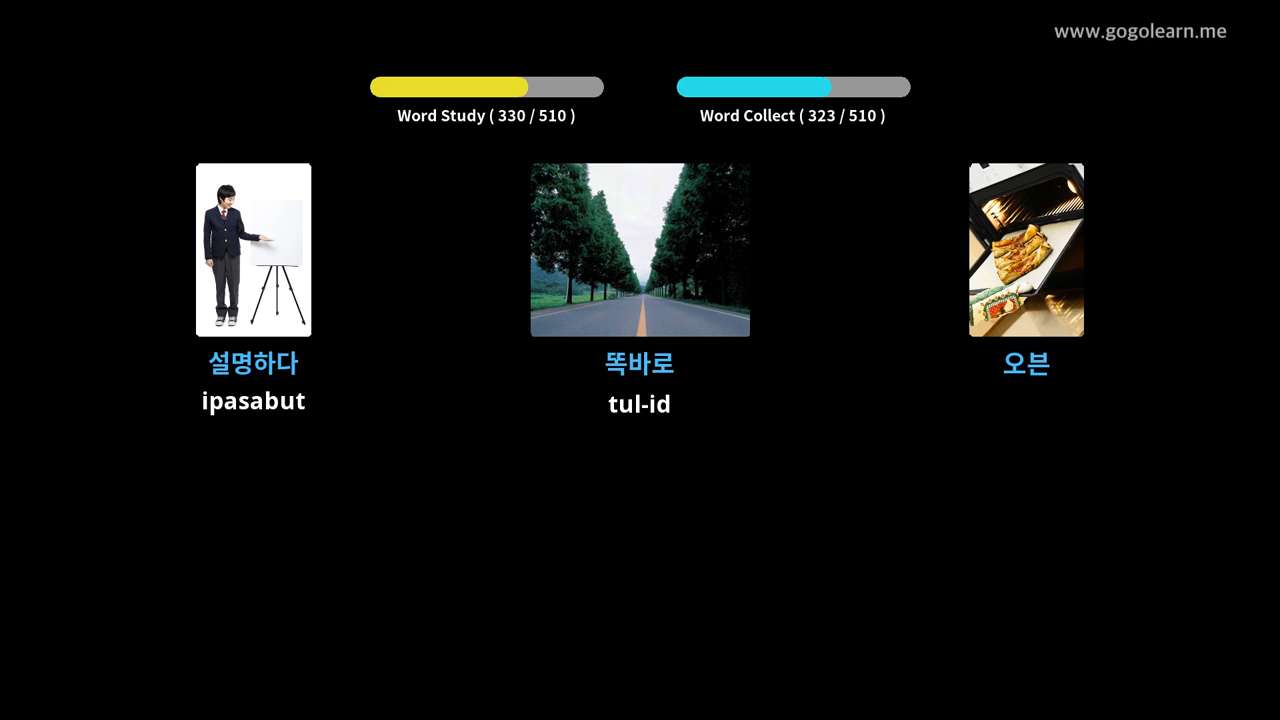 www.gogolearn.me
Word Study ( 330 / 510 )
Word Collect ( 323 / 510 )
설명하다
ipasabut
똑바로
tul-id
오븐